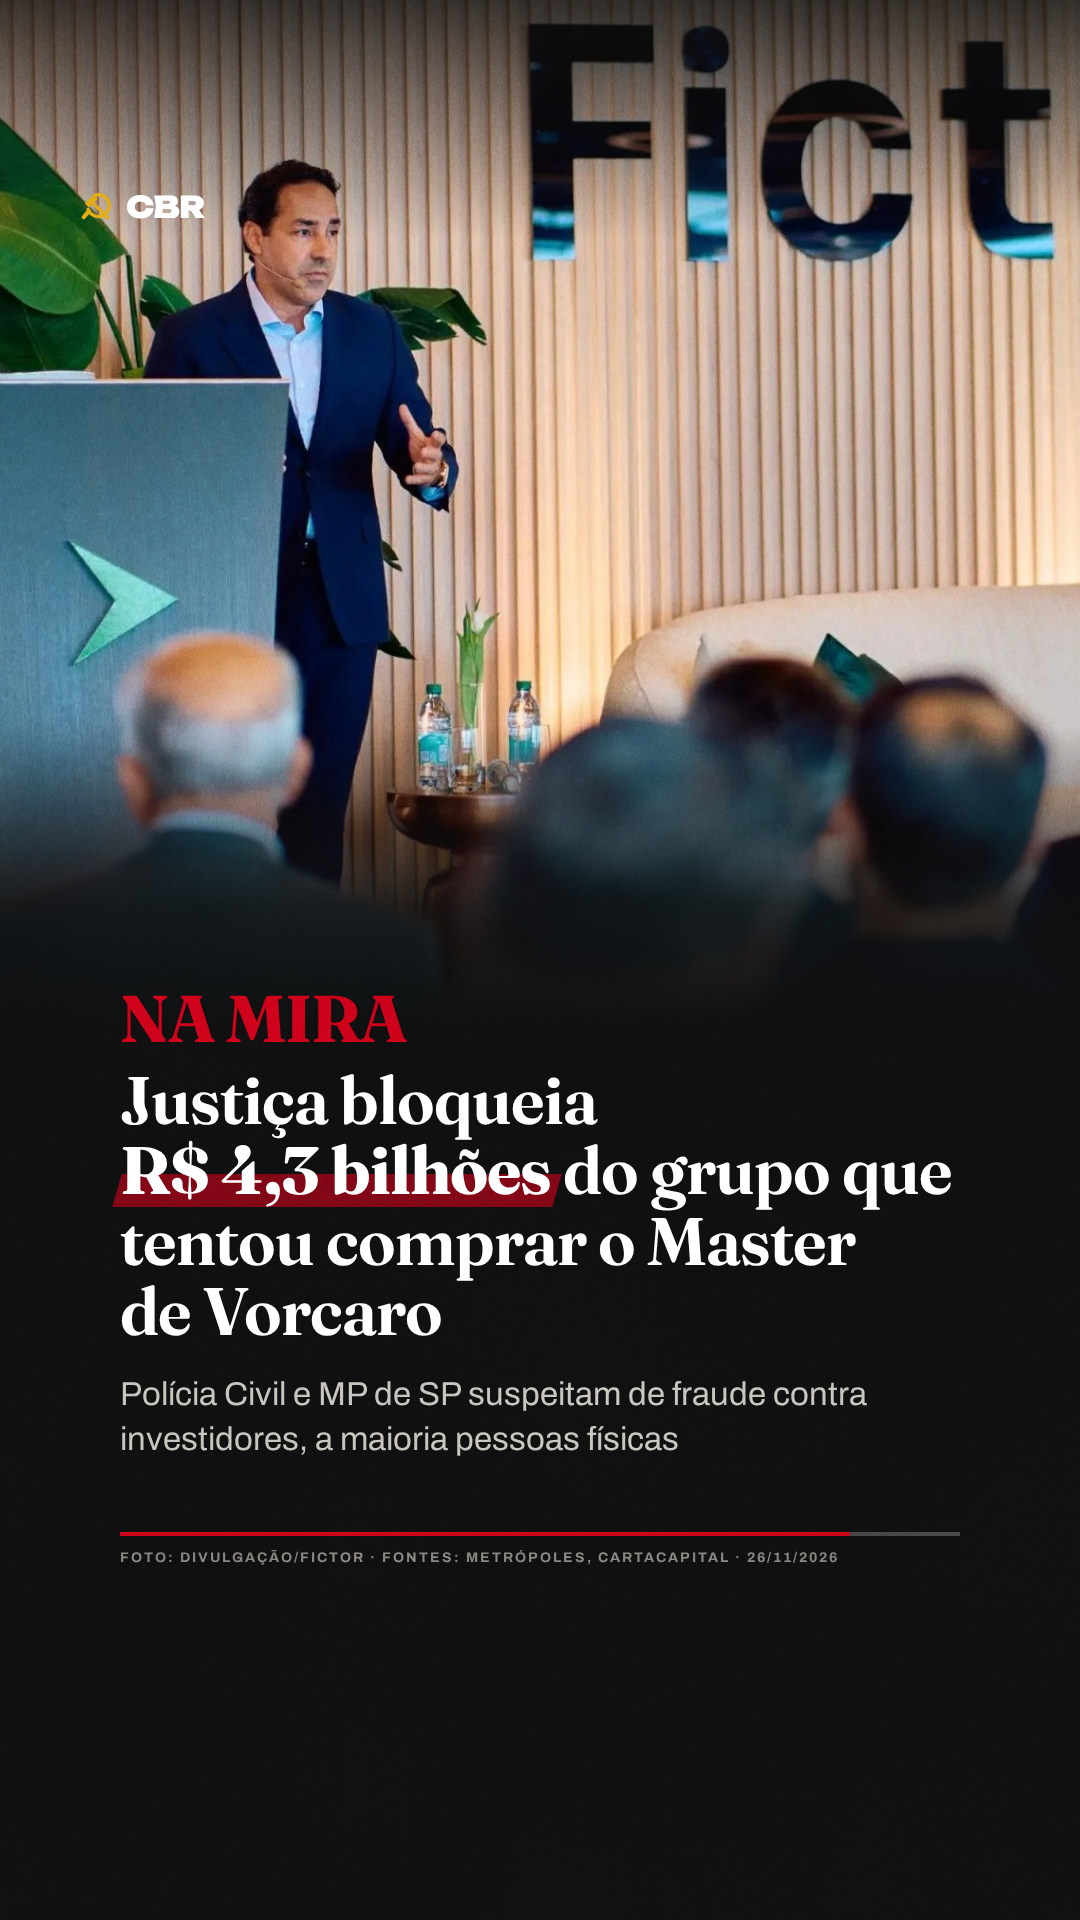 Fict
CBR
NA MIRA
Justiça bloqueia
R$ 4,3 bilhões do grupo que
tentou comprar o Master
de Vorcaro
Polícia Civil e MP de SP suspeitam de fraude contra
investidores, a maioria pessoas físicas
FOTO: DIVULGAÇÃO/FICTOR · FONTES: METRÓPOLES, CARTACAPITAL · 26/11/2026